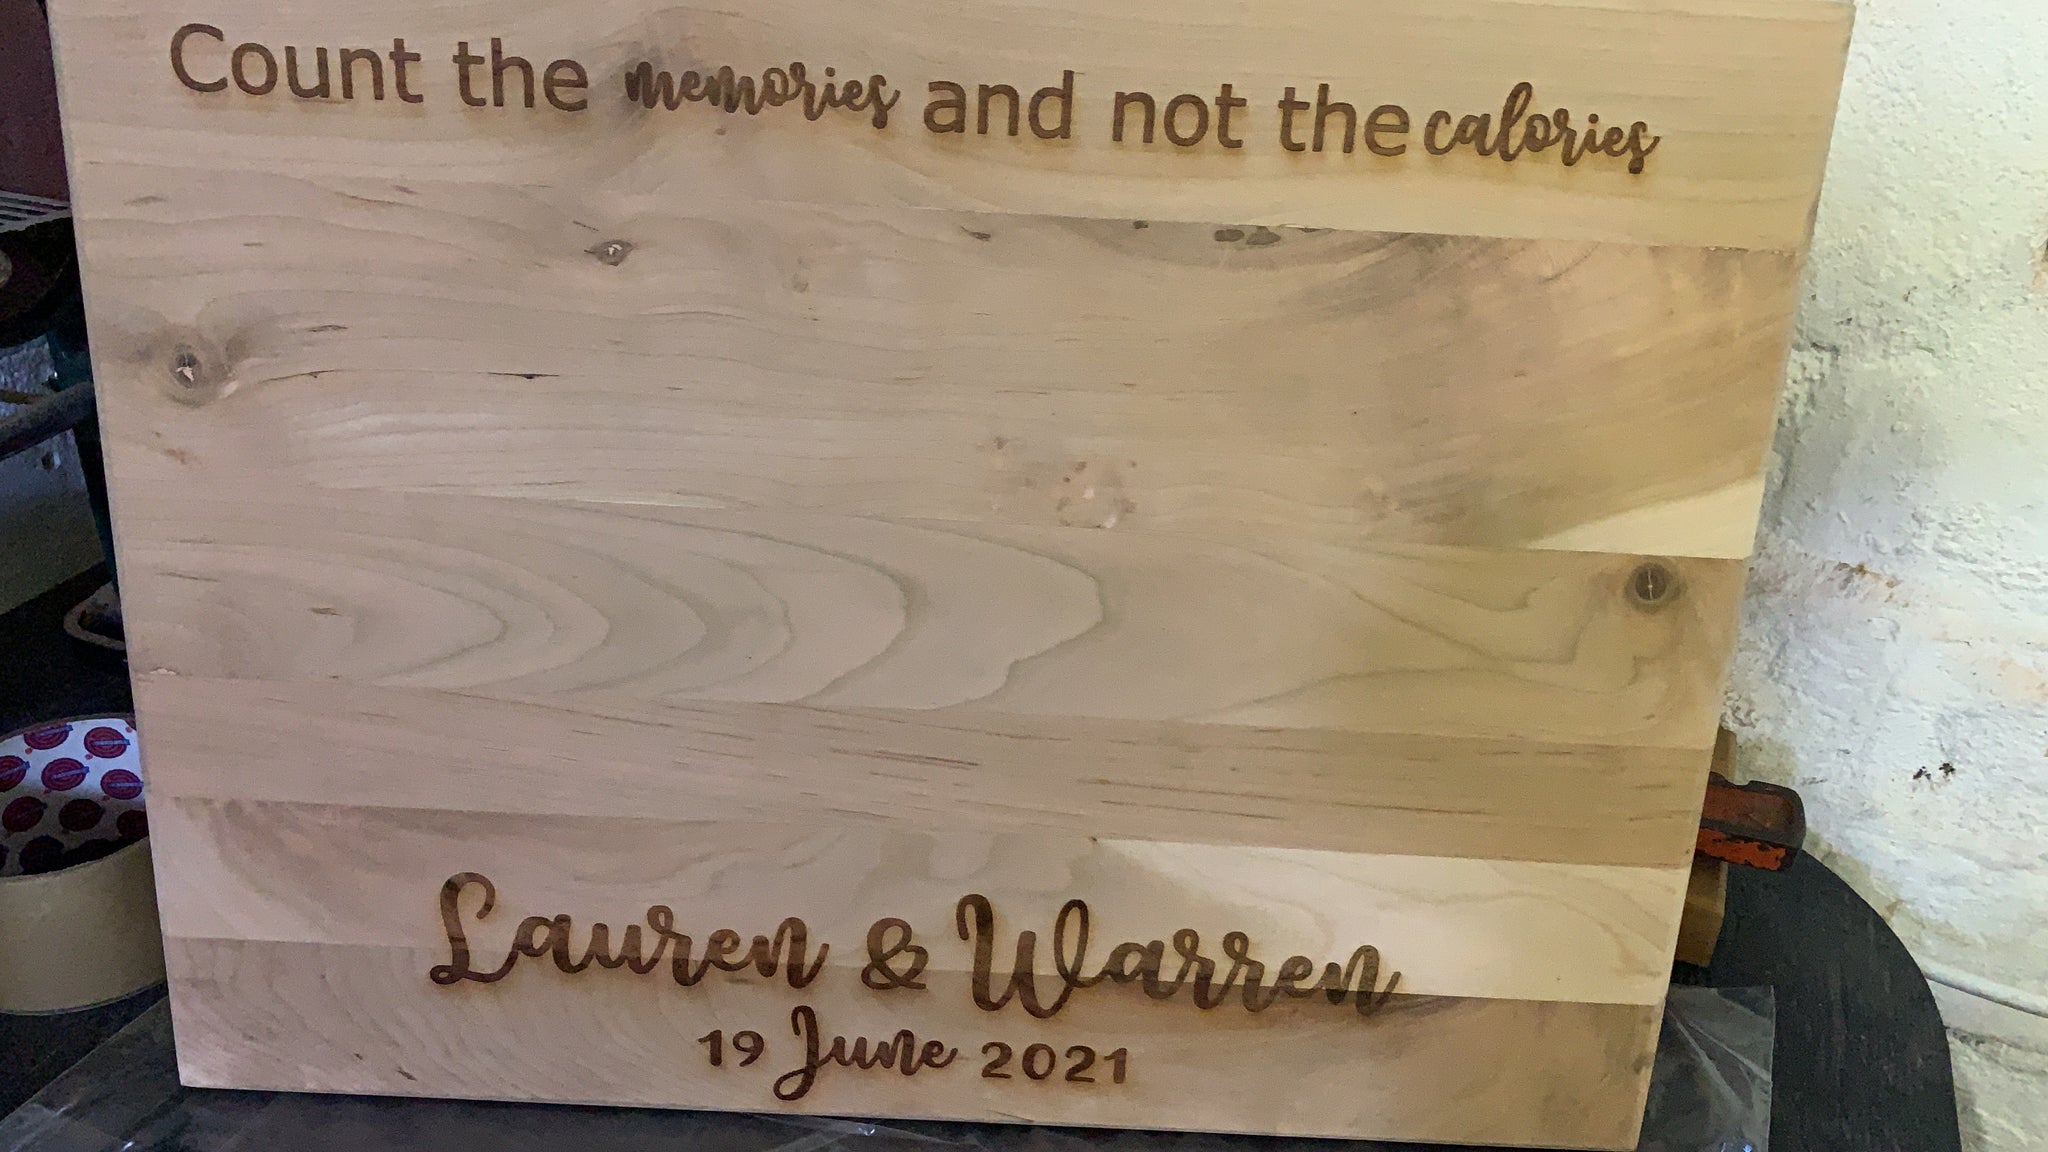 Count the memories and not the calories
Lauren & Warren
19 June 2021